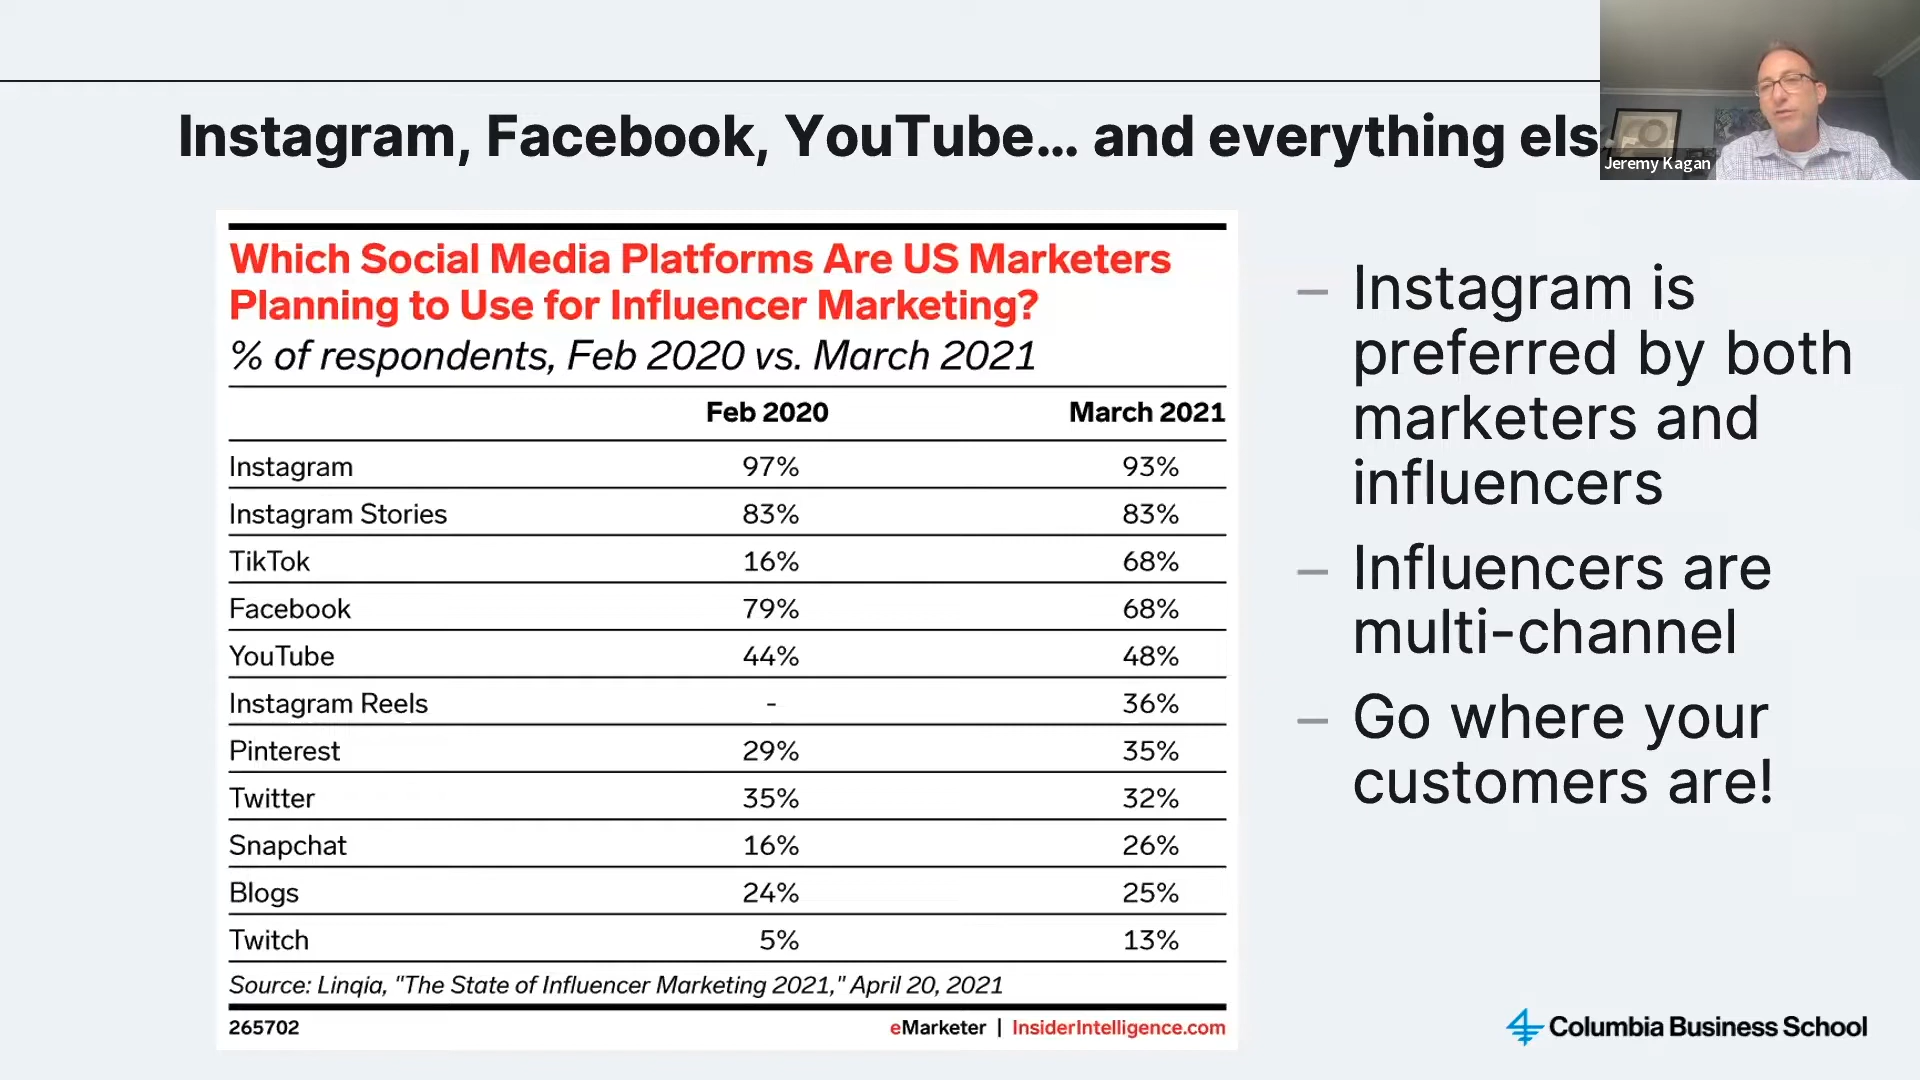 Instagram, Facebook, YouTube... and everything els
Jeremy Kagan
Which Social Media Platforms Are US Marketers
Planning to Use for Influencer Marketing?
% of respondents, Feb 2020 vs. March 2021
Feb 2020 March 2021
Instagram 97% 93%
Instagram Stories 83% 83%
TikTok 16% 68%
Facebook 79% 68%
YouTube 44% 48%
Instagram Reels - 36%
Pinterest 29% 35%
Twitter 35% 32%
Snapchat 16% 26%
Blogs 24% 25%
Twitch 5% 13%
Source: Linqia, "The State of Influencer Marketing 2021," April 20, 2021
265702 eMarketer | InsiderIntelligence.com
– Instagram is
preferred by both
marketers and
influencers
– Influencers are
multi-channel
– Go where your
customers are!
Columbia Business School